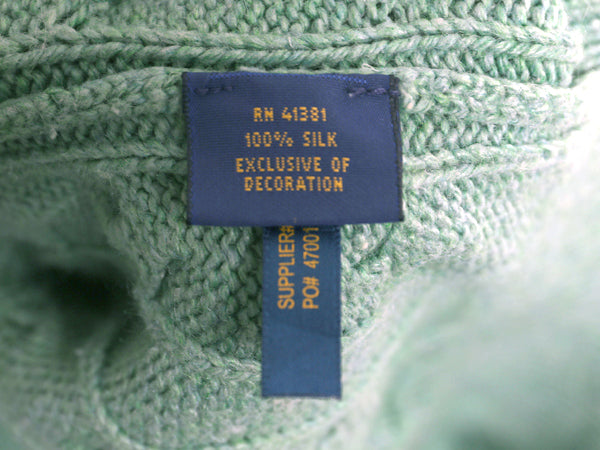 RN 41381
100% SILK
EXCLUSIVE OF
DECORATION
SUPPLIER#
PO# 47001